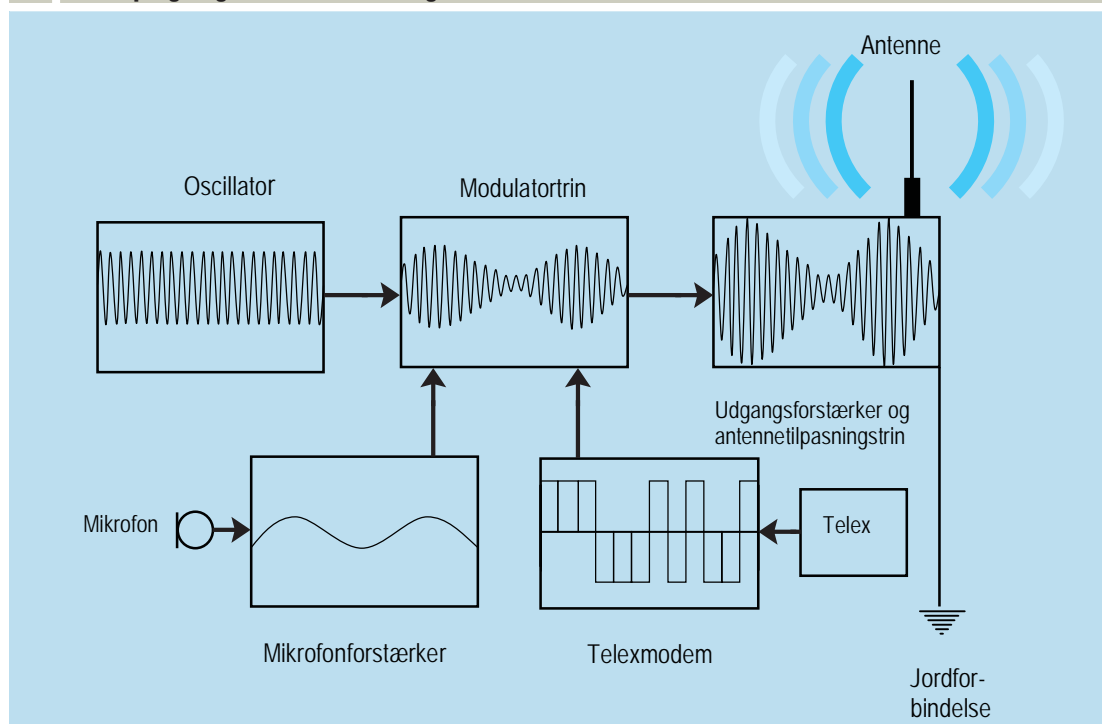 Antenne
Oscillator
Modulatortrin
Udgangsforstærker og
antennetilpasningstrin
Mikrofon
Telex
Mikrofonforstærker
Telexmodem
Jordfor-
bindelse